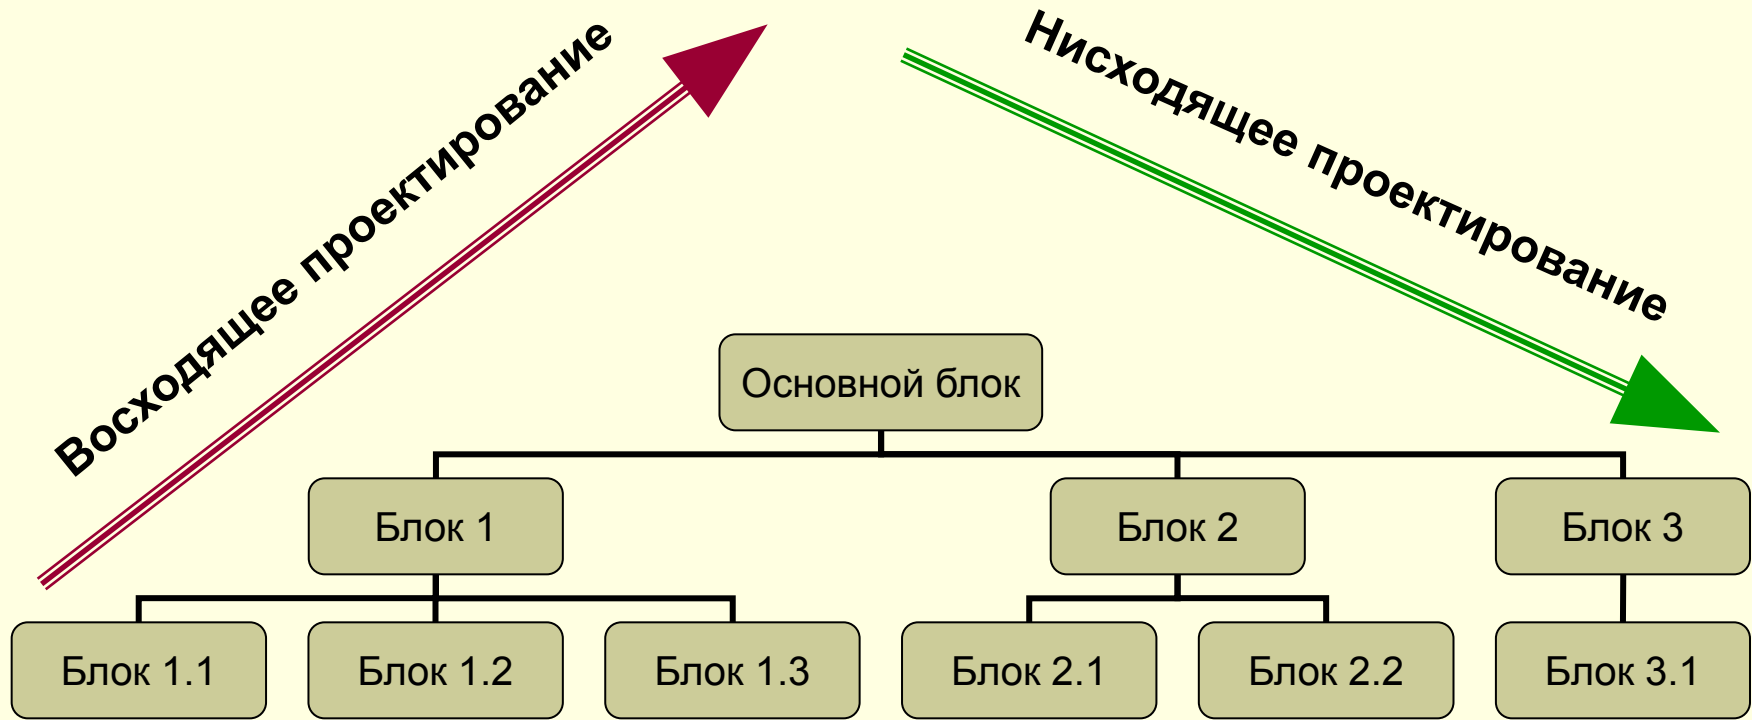 Восходящее проектирование
Нисходящее проектирование
Основной блок
Блок 1
Блок 2
Блок 3
Блок 1.1
Блок 1.2
Блок 1.3
Блок 2.1
Блок 2.2
Блок 3.1